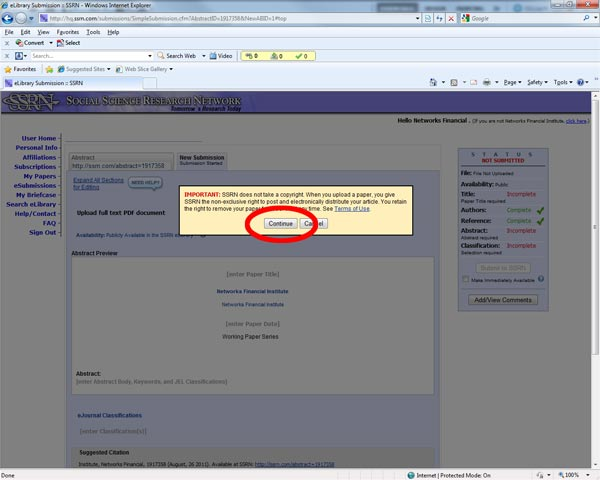 eLibrary Submission :: SSRN - Windows Internet Explorer
http://hq.ssrn.com/submissions/SimpleSubmission.cfm?AbstractID=1917358&NewABID=1#top
Google
File Edit View Favorites Tools Help
Convert Select
Search Web Video 0 0 0
Favorites Suggested Sites Web Slice Gallery
eLibrary Submission :: SSRN
Page Safety Tools
SSRN SOCIAL SCIENCE RESEARCH NETWORK
Tomorrow's Research Today
Hello Networks Financial . (If you are not Networks Financial Institute, click here.)
User Home
Personal Info
Affiliations
Subscriptions
My Papers
eSubmissions
My Briefcase
Search eLibrary
Help/Contact
FAQ
Sign Out
Abstract
http://ssrn.com/abstract=1917358
New Submission
Submission Started
Expand All Sections
for Editing
NEED HELP?
Upload full text PDF document
Availability: Publicly Available in the SSRN eLibrary
IMPORTANT: SSRN does not take a copyright. When you upload a paper, you give
SSRN the non-exclusive right to post and electronically distribute your article. You retain
the right to remove your paper time. See Terms of Use.
Continue Cancel
Abstract Preview
[enter Paper Title]
Networks Financial Institute
Networks Financial Institute
[enter Paper Date]
Working Paper Series
Abstract:
[enter Abstract Body, Keywords, and JEL Classifications]
eJournal Classifications
[enter Classification(s)]
Suggested Citation
Institute, Networks Financial, 1917358 (August, 26 2011). Available at SSRN: http://ssrn.com/abstract=1917358
STATUS
NOT SUBMITTED
File: File Not Uploaded
Availability: Public
Title: Incomplete
Paper Title required
Authors: Complete
Reference: Complete
Abstract: Incomplete
Abstract required
Classification: Incomplete
Selection required
Submit to SSRN
Make Immediately Available
Add/View Comments
Done
Internet | Protected Mode: On
100%